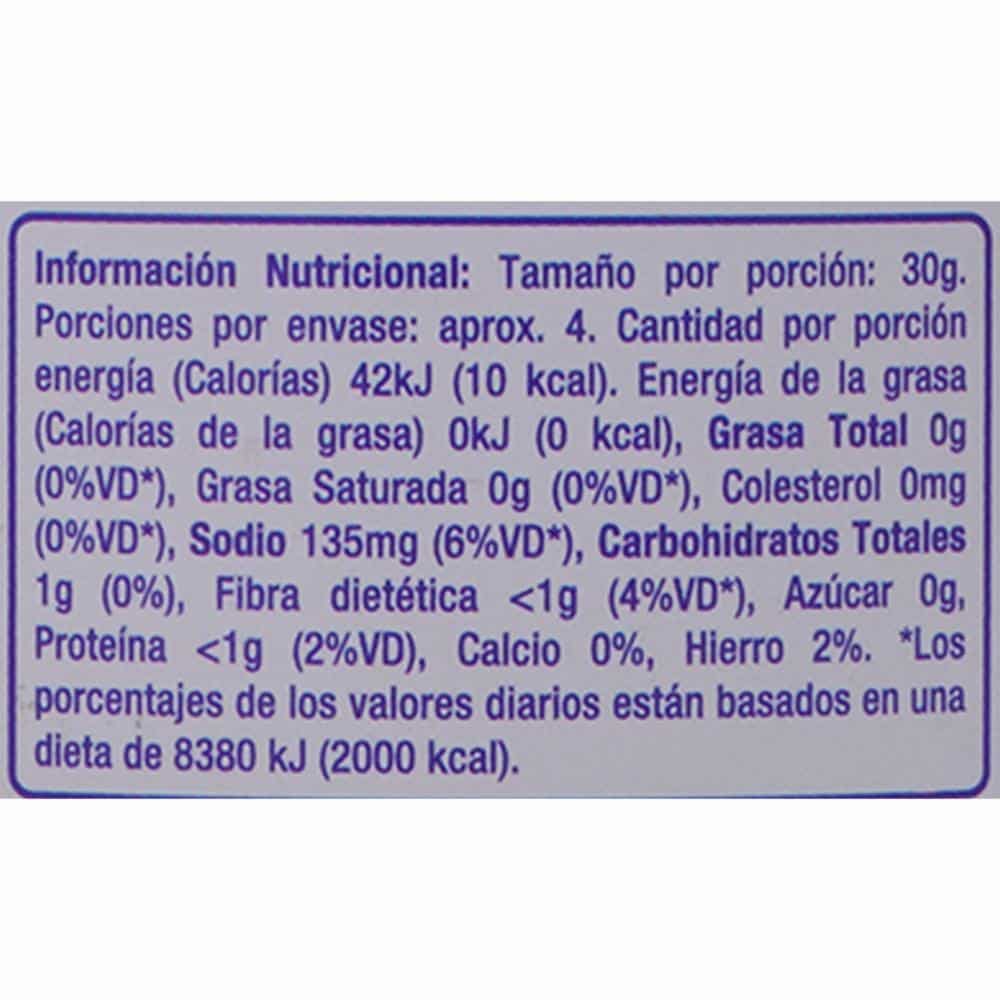 Información Nutricional: Tamaño por porción: 30g.
Porciones por envase: aprox. 4. Cantidad por porción
energía (Calorías) 42kJ (10 kcal). Energía de la grasa
(Calorías de la grasa) 0kJ (0 kcal), Grasa Total 0g
(0%VD*), Grasa Saturada 0g (0%VD*), Colesterol 0mg
(0%VD*), Sodio 135mg (6%VD*), Carbohidratos Totales
1g (0%), Fibra dietética <1g (4%VD*), Azúcar 0g,
Proteína <1g (2%VD), Calcio 0%, Hierro 2%. *Los
porcentajes de los valores diarios están basados en una
dieta de 8380 kJ (2000 kcal).